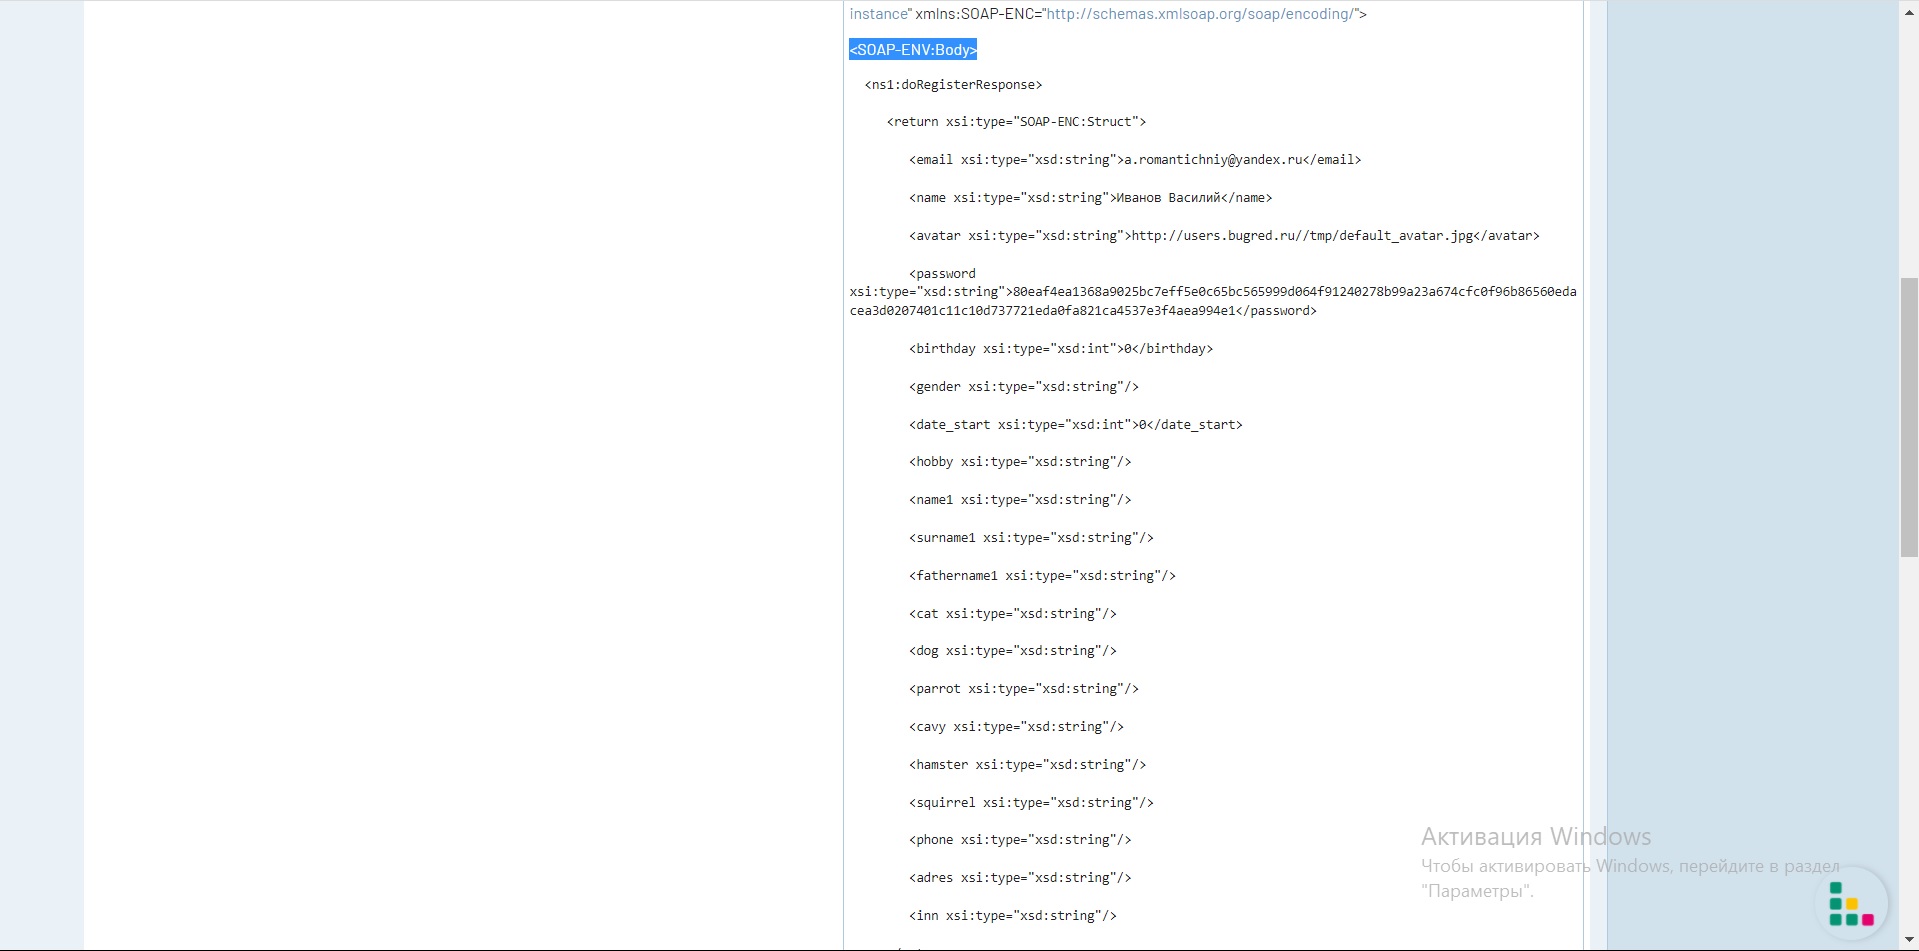 instance" xmlns:SOAP-ENC="http://schemas.xmlsoap.org/soap/encoding/">
<SOAP-ENV:Body>
<ns1:doRegisterResponse>
<return xsi:type="SOAP-ENC:Struct">
<email xsi:type="xsd:string">a.romantichniy@yandex.ru</email>
<name xsi:type="xsd:string">Иванов Василий</name>
<avatar xsi:type="xsd:string">http://users.bugred.ru//tmp/default_avatar.jpg</avatar>
<password
xsi:type="xsd:string">80eaf4ea1368a9025bc7eff5e0c65bc565999d064f91240278b99a23a674cfc0f96b86560eda
cea3d0207401c11c10d737721eda0fa821ca4537e3f4aea994e1</password>
<birthday xsi:type="xsd:int">0</birthday>
<gender xsi:type="xsd:string"/>
<date_start xsi:type="xsd:int">0</date_start>
<hobby xsi:type="xsd:string"/>
<name1 xsi:type="xsd:string"/>
<surname1 xsi:type="xsd:string"/>
<fathername1 xsi:type="xsd:string"/>
<cat xsi:type="xsd:string"/>
<dog xsi:type="xsd:string"/>
<parrot xsi:type="xsd:string"/>
<cavy xsi:type="xsd:string"/>
<hamster xsi:type="xsd:string"/>
<squirrel xsi:type="xsd:string"/>
<phone xsi:type="xsd:string"/>
<adres xsi:type="xsd:string"/>
<inn xsi:type="xsd:string"/>
Активация Windows
Чтобы активировать Windows, перейдите в раздел
"Параметры".